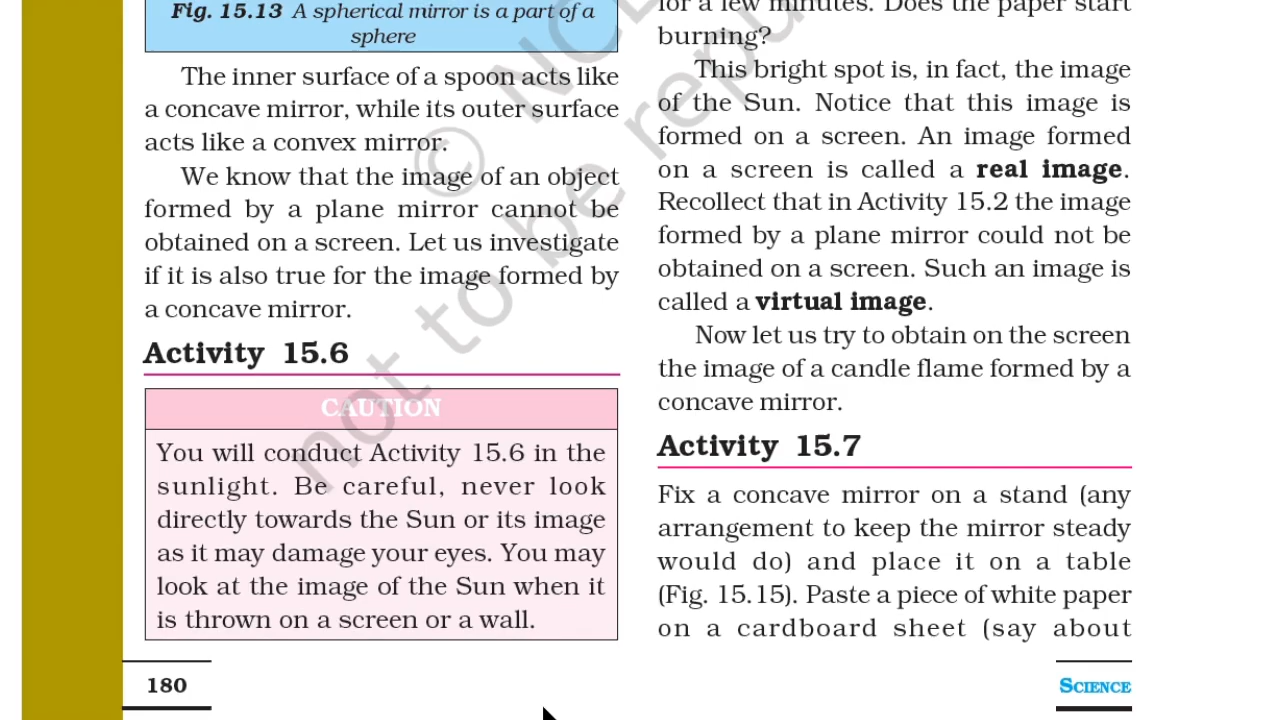 Fig. 15.13 A spherical mirror is a part of a
sphere
The inner surface of a spoon acts like
a concave mirror, while its outer surface
acts like a convex mirror.
We know that the image of an object
formed by a plane mirror cannot be
obtained on a screen. Let us investigate
if it is also true for the image formed by
a concave mirror.
Activity 15.6
CAUTION
You will conduct Activity 15.6 in the
sunlight. Be careful, never look
directly towards the Sun or its image
as it may damage your eyes. You may
look at the image of the Sun when it
is thrown on a screen or a wall.
for a few minutes. Does the paper start
burning?
This bright spot is, in fact, the image
of the Sun. Notice that this image is
formed on a screen. An image formed
on a screen is called a real image.
Recollect that in Activity 15.2 the image
formed by a plane mirror could not be
obtained on a screen. Such an image is
called a virtual image.
Now let us try to obtain on the screen
the image of a candle flame formed by a
concave mirror.
Activity 15.7
Fix a concave mirror on a stand (any
arrangement to keep the mirror steady
would do) and place it on a table
(Fig. 15.15). Paste a piece of white paper
on a cardboard sheet (say about
180
SCIENCE
©
not to be